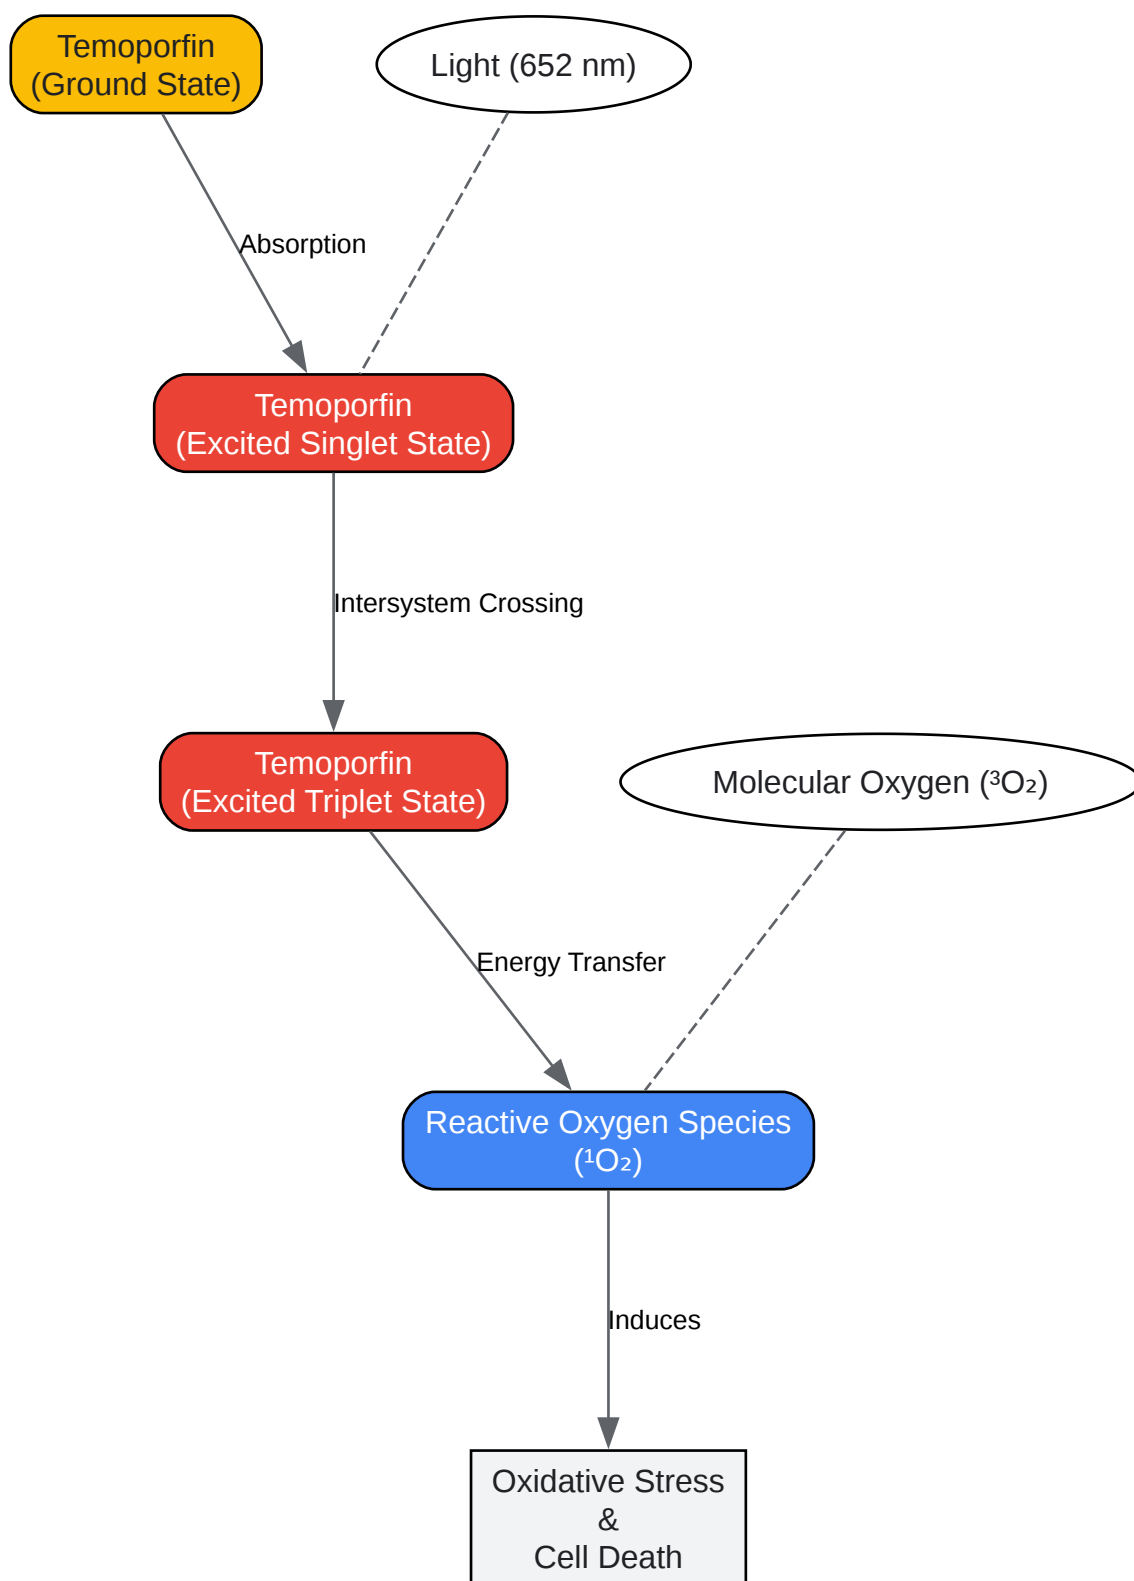 Temoporfin
(Ground State)
Light (652 nm)
Absorption
Temoporfin
(Excited Singlet State)
Intersystem Crossing
Temoporfin
(Excited Triplet State)
Molecular Oxygen (³O₂)
Energy Transfer
Reactive Oxygen Species
(¹O₂)
Induces
Oxidative Stress
&
Cell Death